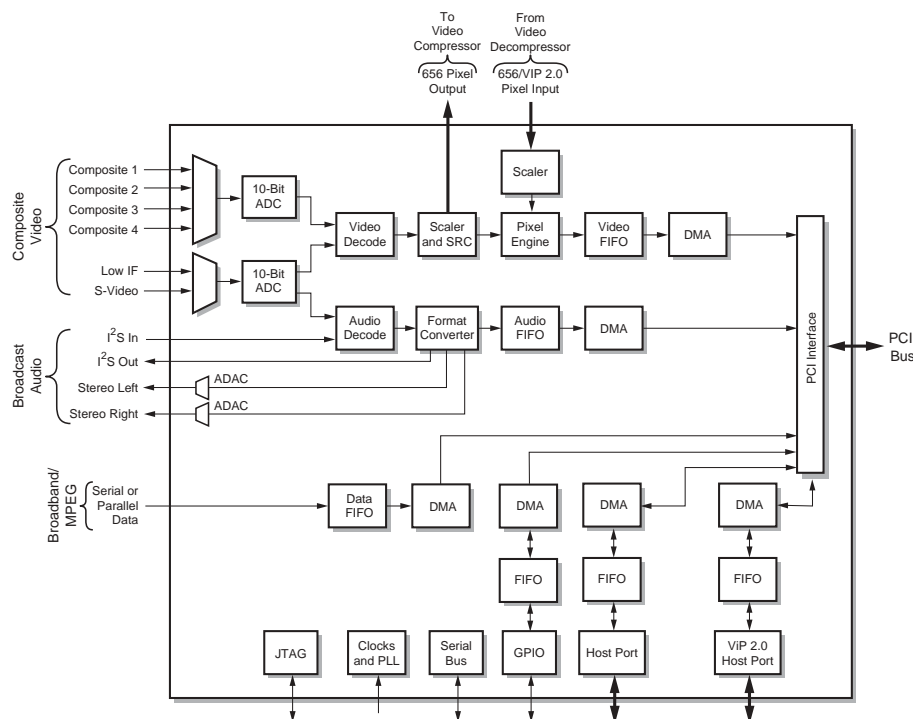 To
Video
Compressor
From
Video
Decompressor
656 Pixel
Output
656/VIP 2.0
Pixel Input
Composite
Video
Composite 1
Composite 2
Composite 3
Composite 4
Low IF
S-Video
10-Bit
ADC
10-Bit
ADC
Video
Decode
Scaler
and SRC
Scaler
Pixel
Engine
Video
FIFO
DMA
Broadcast
Audio
I²S In
I²S Out
Stereo Left
Stereo Right
ADAC
ADAC
Audio
Decode
Format
Converter
Audio
FIFO
DMA
PCI Interface
PCI
Bus
Broadband/
MPEG
Serial or
Parallel
Data
Data
FIFO
DMA
DMA
DMA
DMA
FIFO
FIFO
FIFO
JTAG
Clocks
and PLL
Serial
Bus
GPIO
Host Port
ViP 2.0
Host Port